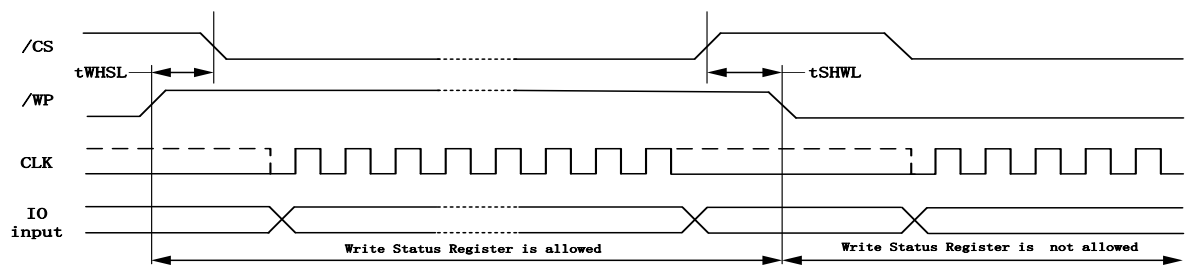 /CS
tWHSL
tSHWL
/WP
CLK
IO
input
Write Status Register is allowed
Write Status Register is not allowed